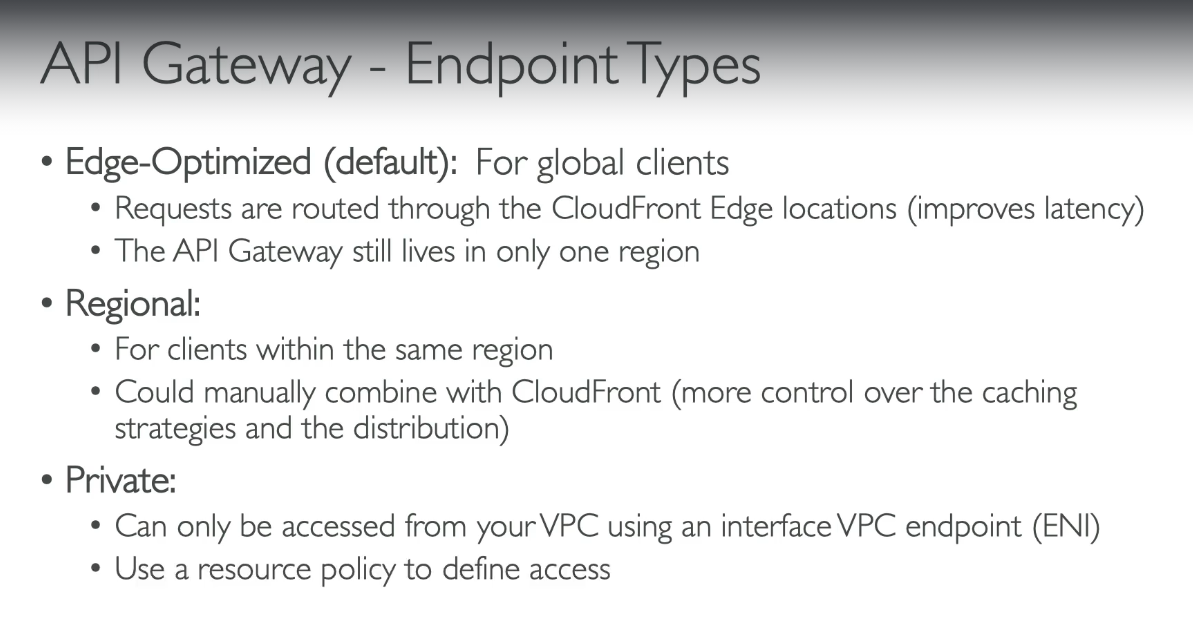 API Gateway - Endpoint Types
• Edge-Optimized (default): For global clients
• Requests are routed through the CloudFront Edge locations (improves latency)
• The API Gateway still lives in only one region
• Regional:
• For clients within the same region
• Could manually combine with CloudFront (more control over the caching
strategies and the distribution)
• Private:
• Can only be accessed from your VPC using an interface VPC endpoint (ENI)
• Use a resource policy to define access